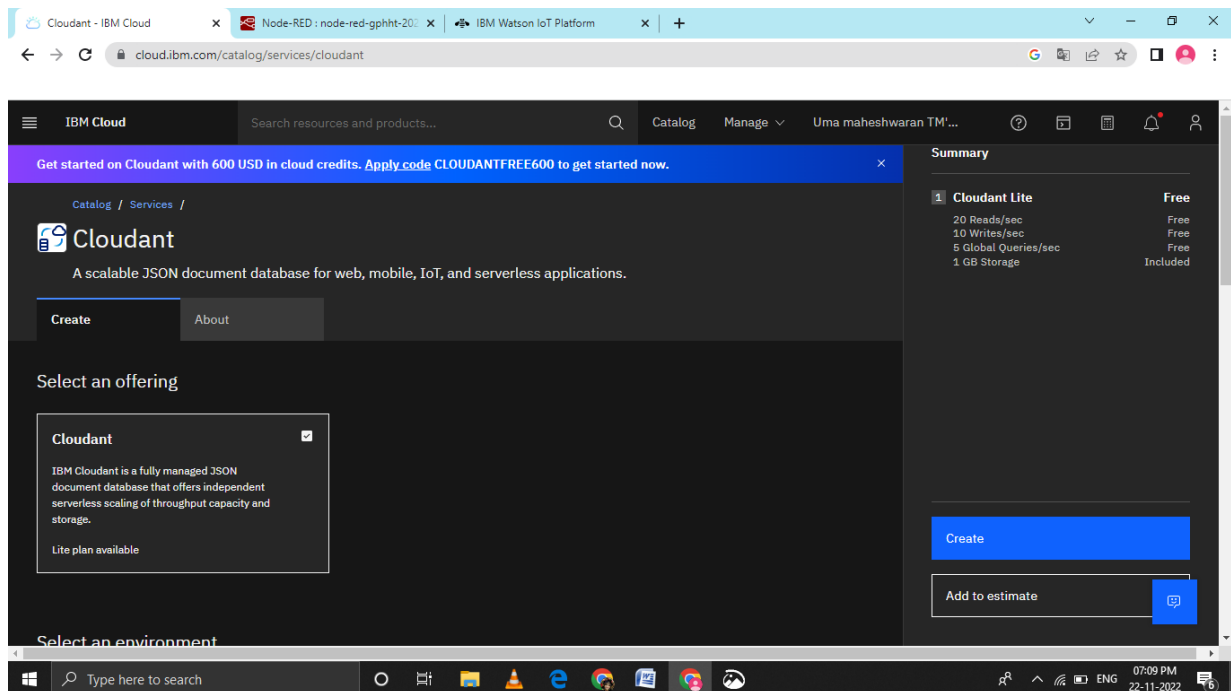 Cloudant - IBM Cloud
Node-RED : node-red-gphht-202
IBM Watson IoT Platform
cloud.ibm.com/catalog/services/cloudant
IBM Cloud
Search resources and products...
Catalog
Manage
Uma maheshwaran TM'...
Get started on Cloudant with 600 USD in cloud credits. Apply code CLOUDANTFREE600 to get started now.
Catalog / Services /
Cloudant
A scalable JSON document database for web, mobile, IoT, and serverless applications.
Create
About
Select an offering
Cloudant
IBM Cloudant is a fully managed JSON
document database that offers independent
serverless scaling of throughput capacity and
storage.
Lite plan available
Select an environment
Summary
1 Cloudant Lite Free
20 Reads/sec Free
10 Writes/sec Free
5 Global Queries/sec Free
1 GB Storage Included
Create
Add to estimate
Type here to search
ENG
07:09 PM
22-11-2022
6